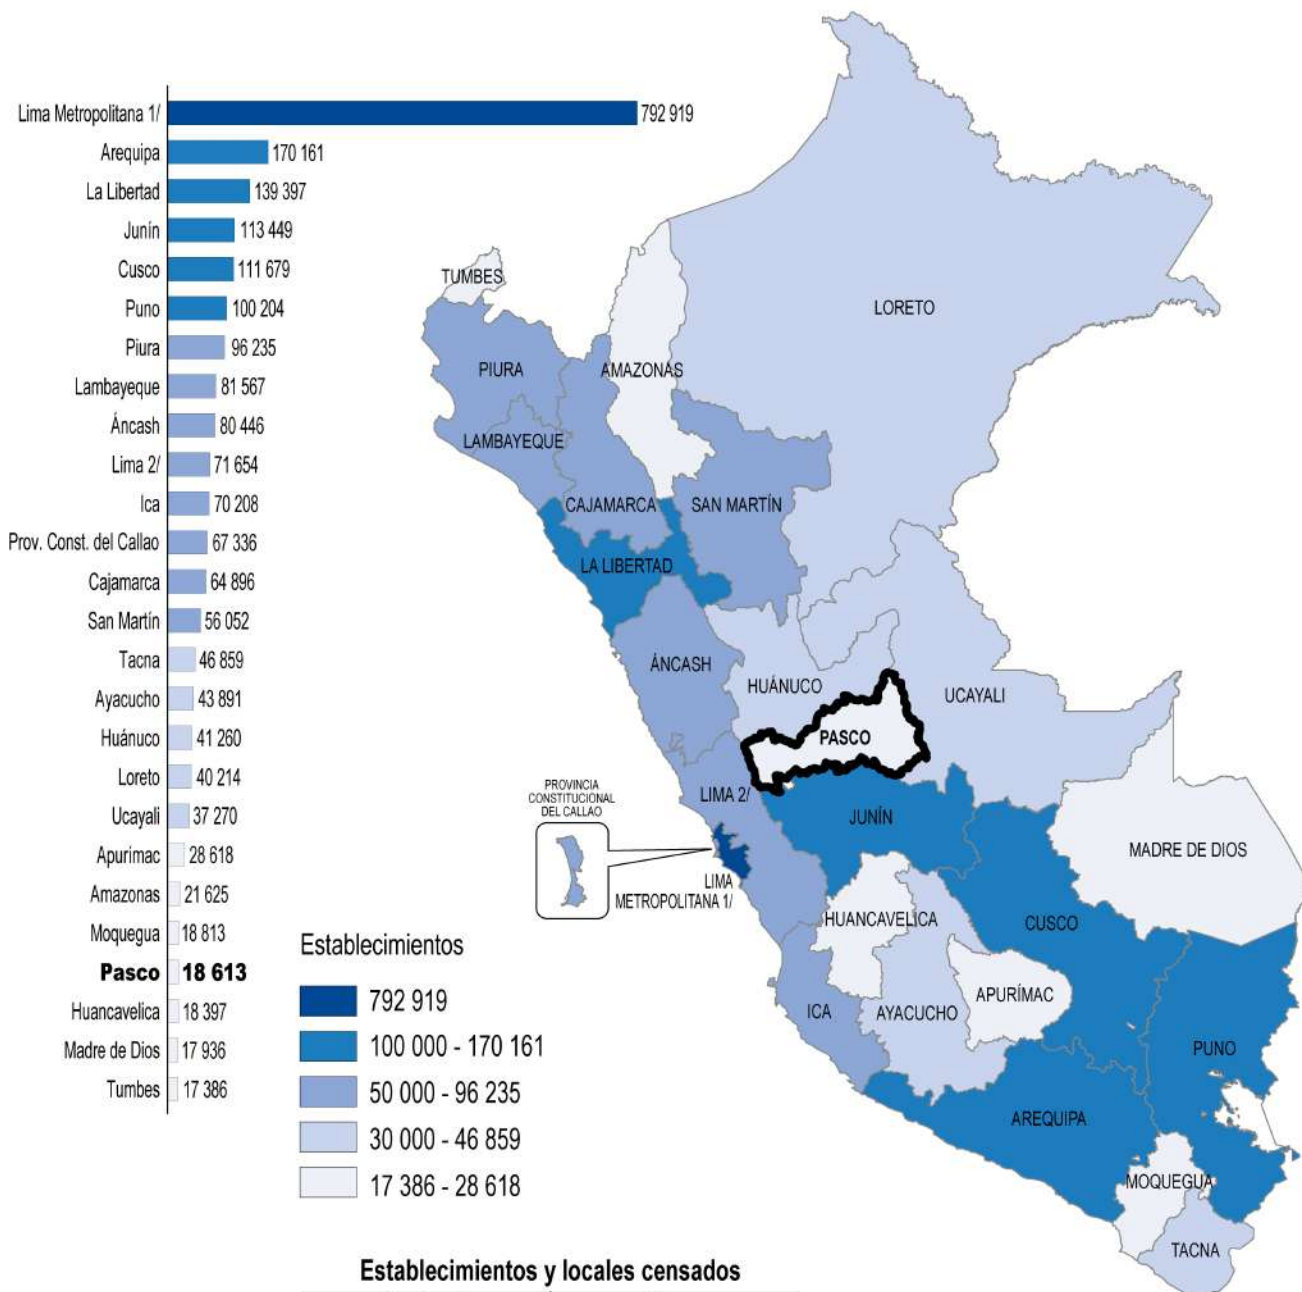 Lima Metropolitana 1/ 792 919
Arequipa 170 161
La Libertad 139 397
Junín 113 449
Cusco 111 679
Puno 100 204
Piura 96 235
Lambayeque 81 567
Áncash 80 446
Lima 2/ 71 654
Ica 70 208
Prov. Const. del Callao 67 336
Cajamarca 64 896
San Martín 56 052
Tacna 46 859
Ayacucho 43 891
Huánuco 41 260
Loreto 40 214
Ucayali 37 270
Apurimac 28 618
Amazonas 21 625
Moquegua 18 813
Pasco 18 613
Huancavelica 18 397
Madre de Dios 17 936
Tumbes 17 386
TUMBES
LORETO
PIURA
AMAZONAS
LAMBAYEQUE
CAJAMARCA
SAN MARTÍN
LA LIBERTAD
ÁNCASH
HUÁNUCO
UCAYALI
PASCO
LIMA 2/
PROVINCIA
CONSTITUCIONAL
DEL CALLAO
JUNÍN
MADRE DE DIOS
LIMA
METROPOLITANA 1/
HUANCAVELICA
CUSCO
ICA
AYACUCHO
APURÍMAC
PUNO
AREQUIPA
MOQUEGUA
TACNA
Establecimientos
792 919
100 000 - 170 161
50 000 - 96 235
30 000 - 46 859
17 386 - 28 618
Establecimientos y locales censados